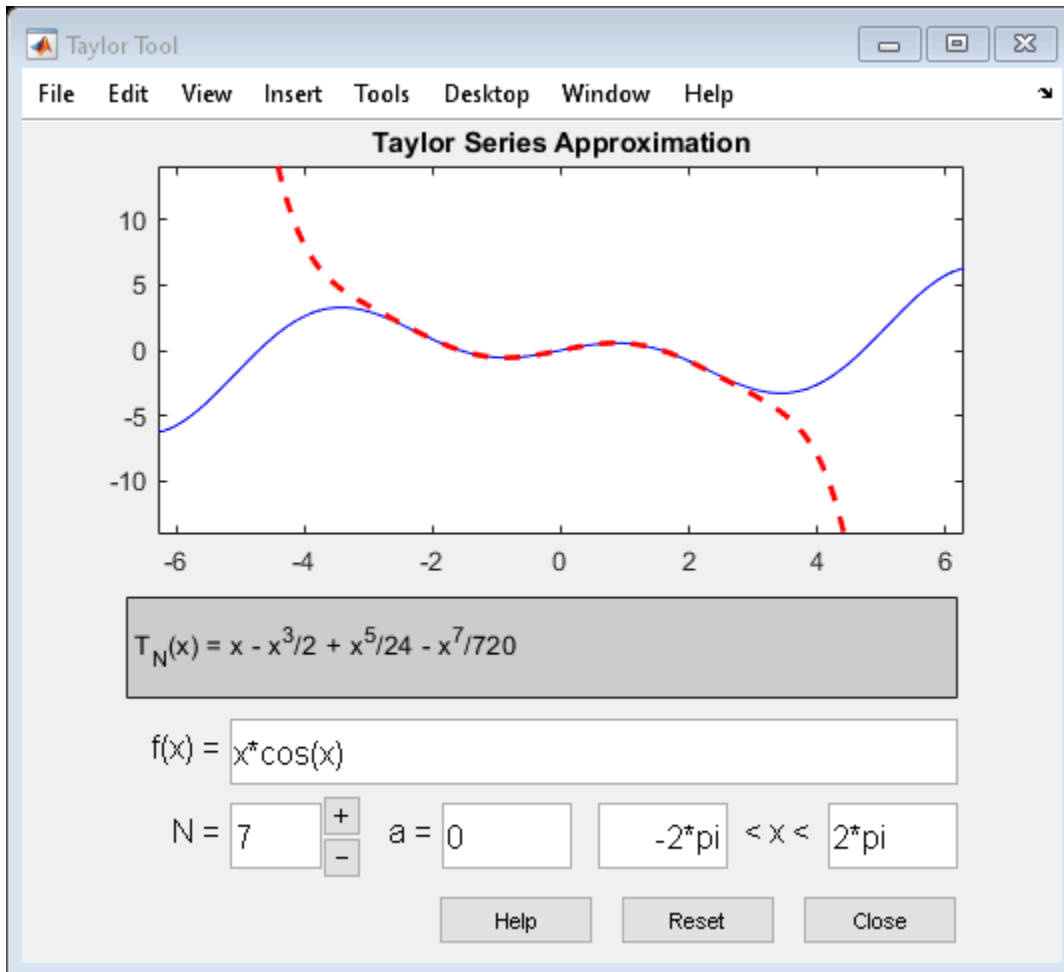 Taylor Tool
File Edit View Insert Tools Desktop Window Help
Taylor Series Approximation
10
5
0
-5
-10
-6 -4 -2 0 2 4 6
T_N(x) = x - x^3/2 + x^5/24 - x^7/720
f(x) = x*cos(x)
N = 7 + − a = 0 -2*pi < x < 2*pi
Help Reset Close